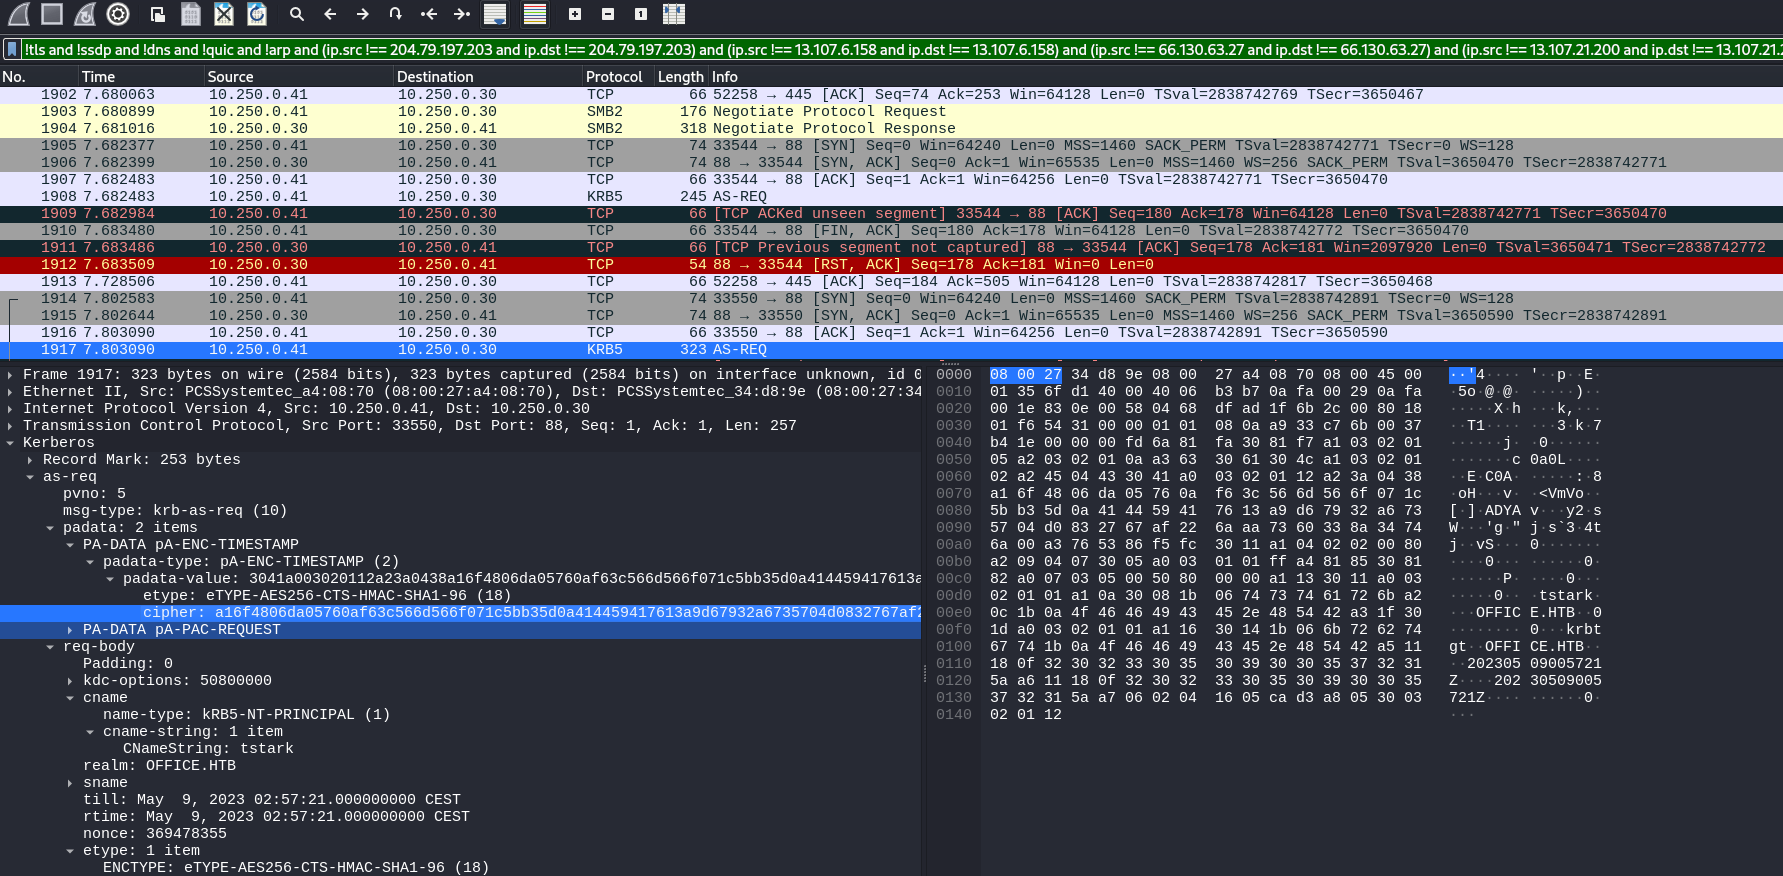 !tls and !ssdp and !dns and !quic and !arp and (ip.src !== 204.79.197.203 and ip.dst !== 204.79.197.203) and (ip.src !== 13.107.6.158 and ip.dst !== 13.107.6.158) and (ip.src !== 66.130.63.27 and ip.dst !== 66.130.63.27) and (ip.src !== 13.107.21.200 and ip.dst !== 13.107.21.2
No. Time Source Destination Protocol Length Info
1902 7.680063 10.250.0.41 10.250.0.30 TCP 66 52258 → 445 [ACK] Seq=74 Ack=253 Win=64128 Len=0 TSval=2838742769 TSecr=3650467
1903 7.680899 10.250.0.41 10.250.0.30 SMB2 176 Negotiate Protocol Request
1904 7.681016 10.250.0.30 10.250.0.41 SMB2 318 Negotiate Protocol Response
1905 7.682377 10.250.0.41 10.250.0.30 TCP 74 33544 → 88 [SYN] Seq=0 Win=64240 Len=0 MSS=1460 SACK_PERM TSval=2838742771 TSecr=0 WS=128
1906 7.682399 10.250.0.30 10.250.0.41 TCP 74 88 → 33544 [SYN, ACK] Seq=0 Ack=1 Win=65535 Len=0 MSS=1460 WS=256 SACK_PERM TSval=3650470 TSecr=2838742771
1907 7.682483 10.250.0.41 10.250.0.30 TCP 66 33544 → 88 [ACK] Seq=1 Ack=1 Win=64256 Len=0 TSval=2838742771 TSecr=3650470
1908 7.682483 10.250.0.41 10.250.0.30 KRB5 245 AS-REQ
1909 7.682984 10.250.0.41 10.250.0.30 TCP 66 [TCP ACKed unseen segment] 33544 → 88 [ACK] Seq=180 Ack=178 Win=64128 Len=0 TSval=2838742771 TSecr=3650470
1910 7.683480 10.250.0.41 10.250.0.30 TCP 66 33544 → 88 [FIN, ACK] Seq=180 Ack=178 Win=64128 Len=0 TSval=2838742772 TSecr=3650470
1911 7.683486 10.250.0.30 10.250.0.41 TCP 66 [TCP Previous segment not captured] 88 → 33544 [ACK] Seq=178 Ack=181 Win=2097920 Len=0 TSval=3650471 TSecr=2838742772
1912 7.683509 10.250.0.30 10.250.0.41 TCP 54 88 → 33544 [RST, ACK] Seq=178 Ack=181 Win=0 Len=0
1913 7.728506 10.250.0.41 10.250.0.30 TCP 66 52258 → 445 [ACK] Seq=184 Ack=505 Win=64128 Len=0 TSval=2838742817 TSecr=3650468
1914 7.802583 10.250.0.41 10.250.0.30 TCP 74 33550 → 88 [SYN] Seq=0 Win=64240 Len=0 MSS=1460 SACK_PERM TSval=2838742891 TSecr=0 WS=128
1915 7.802644 10.250.0.30 10.250.0.41 TCP 74 88 → 33550 [SYN, ACK] Seq=0 Ack=1 Win=65535 Len=0 MSS=1460 WS=256 SACK_PERM TSval=3650590 TSecr=2838742891
1916 7.803090 10.250.0.41 10.250.0.30 TCP 66 33550 → 88 [ACK] Seq=1 Ack=1 Win=64256 Len=0 TSval=2838742891 TSecr=3650590
1917 7.803090 10.250.0.41 10.250.0.30 KRB5 323 AS-REQ
Frame 1917: 323 bytes on wire (2584 bits), 323 bytes captured (2584 bits) on interface unknown, id 0
Ethernet II, Src: PCSSystemtec_a4:08:70 (08:00:27:a4:08:70), Dst: PCSSystemtec_34:d8:9e (08:00:27:34
Internet Protocol Version 4, Src: 10.250.0.41, Dst: 10.250.0.30
Transmission Control Protocol, Src Port: 33550, Dst Port: 88, Seq: 1, Ack: 1, Len: 257
Kerberos
Record Mark: 253 bytes
as-req
pvno: 5
msg-type: krb-as-req (10)
padata: 2 items
PA-DATA pA-ENC-TIMESTAMP
padata-type: pA-ENC-TIMESTAMP (2)
padata-value: 3041a003020112a23a0438a16f4806da05760af63c566d566f071c5bb35d0a414459417613a
etype: eTYPE-AES256-CTS-HMAC-SHA1-96 (18)
cipher: a16f4806da05760af63c566d566f071c5bb35d0a414459417613a9d67932a6735704d0832767af2
PA-DATA pA-PAC-REQUEST
req-body
Padding: 0
kdc-options: 50800000
cname
name-type: kRB5-NT-PRINCIPAL (1)
cname-string: 1 item
CNameString: tstark
realm: OFFICE.HTB
sname
till: May  9, 2023 02:57:21.000000000 CEST
rtime: May  9, 2023 02:57:21.000000000 CEST
nonce: 369478355
etype: 1 item
ENCTYPE: eTYPE-AES256-CTS-HMAC-SHA1-96 (18)
0000 08 00 27 34 d8 9e 08 00 27 a4 08 70 08 00 45 00 ··'4····'··p··E·
0010 01 35 6f d1 40 00 40 06 b3 b7 0a fa 00 29 0a fa ·5o·@·@······)··
0020 00 1e 83 0e 00 58 04 68 df ad 1f 6b 2c 00 80 18 ·····X·h···k,···
0030 01 f6 54 31 00 00 01 01 08 0a a9 33 c7 6b 00 37 ··T1·······3·k·7
0040 b4 1e 00 00 00 fd 6a 81 fa 30 81 f7 a1 03 02 01 ······j··0······
0050 05 a2 03 02 01 0a a3 63 30 61 30 4c a1 03 02 01 ·······c0a0L····
0060 02 a2 45 04 43 30 41 a0 03 02 01 12 a2 3a 04 38 ··E·C0A······:·8
0070 a1 6f 48 06 da 05 76 0a f6 3c 56 6d 56 6f 07 1c ·oH···v··<VmVo··
0080 5b b3 5d 0a 41 44 59 41 76 13 a9 d6 79 32 a6 73 [·]·ADYAv···y2·s
0090 57 04 d0 83 27 67 af 22 6a aa 73 60 33 8a 34 74 W···'g·"j·s`3·4t
00a0 6a 00 a3 76 53 86 f5 fc 30 11 a1 04 02 02 00 80 j··vS···0·······
00b0 a2 09 04 07 30 05 a0 03 01 01 ff a4 81 85 30 81 ····0·········0·
00c0 82 a0 07 03 05 00 50 80 00 00 a1 13 30 11 a0 03 ······P·····0···
00d0 02 01 01 a1 0a 30 08 1b 06 74 73 74 61 72 6b a2 ·····0···tstark·
00e0 0c 1b 0a 4f 46 46 49 43 45 2e 48 54 42 a3 1f 30 ···OFFICE.HTB··0
00f0 1d a0 03 02 01 01 a1 16 30 14 1b 06 6b 72 62 74 ········0···krbt
0100 67 74 1b 0a 4f 46 46 49 43 45 2e 48 54 42 a5 11 gt··OFFICE.HTB··
0110 18 0f 32 30 32 33 30 35 30 39 30 30 35 37 32 31 ··20230509005721
0120 5a a6 11 18 0f 32 30 32 33 30 35 30 39 30 30 35 Z····20230509005
0130 37 32 31 5a a7 06 02 04 16 05 ca d3 a8 05 30 03 721Z··········0·
0140 02 01 12 ···